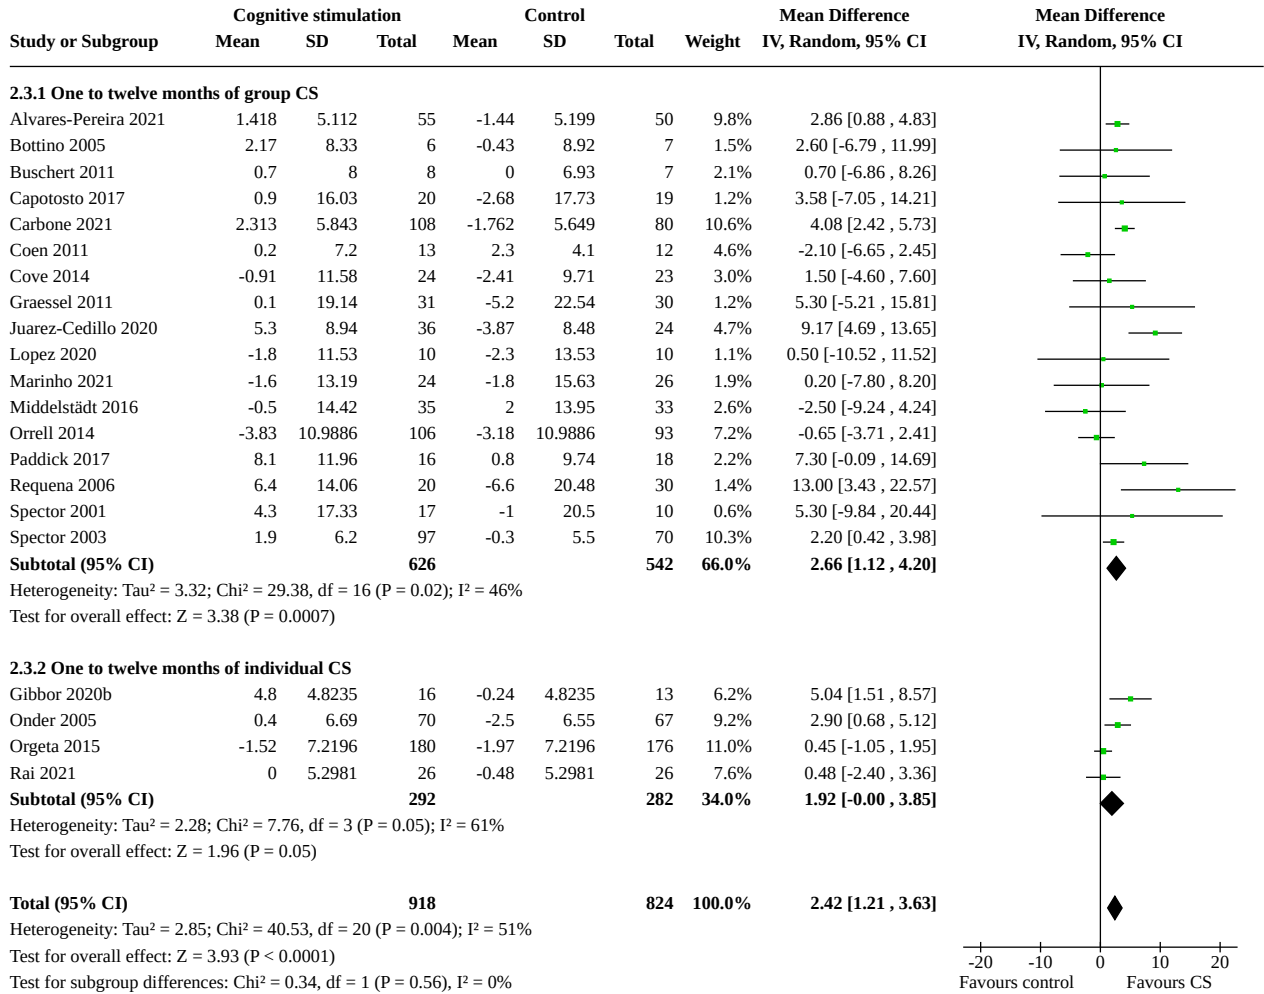 Cognitive stimulation Control Mean Difference Mean Difference
Study or Subgroup Mean SD Total Mean SD Total Weight IV, Random, 95% CI IV, Random, 95% CI
2.3.1 One to twelve months of group CS
Alvares-Pereira 2021 1.418 5.112 55 -1.44 5.199 50 9.8% 2.86 [0.88 , 4.83]
Bottino 2005 2.17 8.33 6 -0.43 8.92 7 1.5% 2.60 [-6.79 , 11.99]
Buschert 2011 0.7 8 8 0 6.93 7 2.1% 0.70 [-6.86 , 8.26]
Capotosto 2017 0.9 16.03 20 -2.68 17.73 19 1.2% 3.58 [-7.05 , 14.21]
Carbone 2021 2.313 5.843 108 -1.762 5.649 80 10.6% 4.08 [2.42 , 5.73]
Coen 2011 0.2 7.2 13 2.3 4.1 12 4.6% -2.10 [-6.65 , 2.45]
Cove 2014 -0.91 11.58 24 -2.41 9.71 23 3.0% 1.50 [-4.60 , 7.60]
Graessel 2011 0.1 19.14 31 -5.2 22.54 30 1.2% 5.30 [-5.21 , 15.81]
Juarez-Cedillo 2020 5.3 8.94 36 -3.87 8.48 24 4.7% 9.17 [4.69 , 13.65]
Lopez 2020 -1.8 11.53 10 -2.3 13.53 10 1.1% 0.50 [-10.52 , 11.52]
Marinho 2021 -1.6 13.19 24 -1.8 15.63 26 1.9% 0.20 [-7.80 , 8.20]
Middelstädt 2016 -0.5 14.42 35 2 13.95 33 2.6% -2.50 [-9.24 , 4.24]
Orrell 2014 -3.83 10.9886 106 -3.18 10.9886 93 7.2% -0.65 [-3.71 , 2.41]
Paddick 2017 8.1 11.96 16 0.8 9.74 18 2.2% 7.30 [-0.09 , 14.69]
Requena 2006 6.4 14.06 20 -6.6 20.48 30 1.4% 13.00 [3.43 , 22.57]
Spector 2001 4.3 17.33 17 -1 20.5 10 0.6% 5.30 [-9.84 , 20.44]
Spector 2003 1.9 6.2 97 -0.3 5.5 70 10.3% 2.20 [0.42 , 3.98]
Subtotal (95% CI) 626 542 66.0% 2.66 [1.12 , 4.20]
Heterogeneity: Tau² = 3.32; Chi² = 29.38, df = 16 (P = 0.02); I² = 46%
Test for overall effect: Z = 3.38 (P = 0.0007)
2.3.2 One to twelve months of individual CS
Gibbor 2020b 4.8 4.8235 16 -0.24 4.8235 13 6.2% 5.04 [1.51 , 8.57]
Onder 2005 0.4 6.69 70 -2.5 6.55 67 9.2% 2.90 [0.68 , 5.12]
Orgeta 2015 -1.52 7.2196 180 -1.97 7.2196 176 11.0% 0.45 [-1.05 , 1.95]
Rai 2021 0 5.2981 26 -0.48 5.2981 26 7.6% 0.48 [-2.40 , 3.36]
Subtotal (95% CI) 292 282 34.0% 1.92 [-0.00 , 3.85]
Heterogeneity: Tau² = 2.28; Chi² = 7.76, df = 3 (P = 0.05); I² = 61%
Test for overall effect: Z = 1.96 (P = 0.05)
Total (95% CI) 918 824 100.0% 2.42 [1.21 , 3.63]
Heterogeneity: Tau² = 2.85; Chi² = 40.53, df = 20 (P = 0.004); I² = 51%
Test for overall effect: Z = 3.93 (P < 0.0001)
-20 -10 0 10 20
Test for subgroup differences: Chi² = 0.34, df = 1 (P = 0.56), I² = 0%
Favours control Favours CS